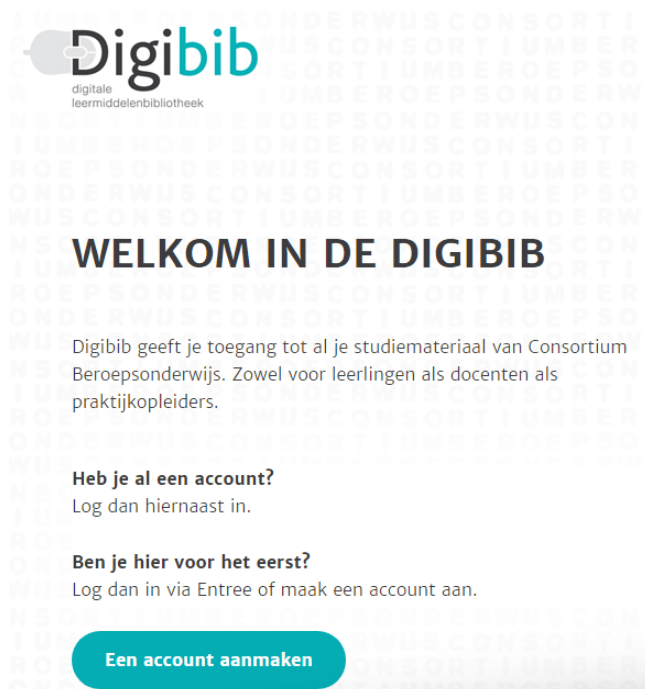 Digibib
digitale
leermiddelenbibliotheek
WELKOM IN DE DIGIBIB
Digibib geeft je toegang tot al je studiemateriaal van Consortium
Beroepsonderwijs. Zowel voor leerlingen als docenten als
praktijkopleiders.
Heb je al een account?
Log dan hiernaast in.
Ben je hier voor het eerst?
Log dan in via Entree of maak een account aan.
Een account aanmaken